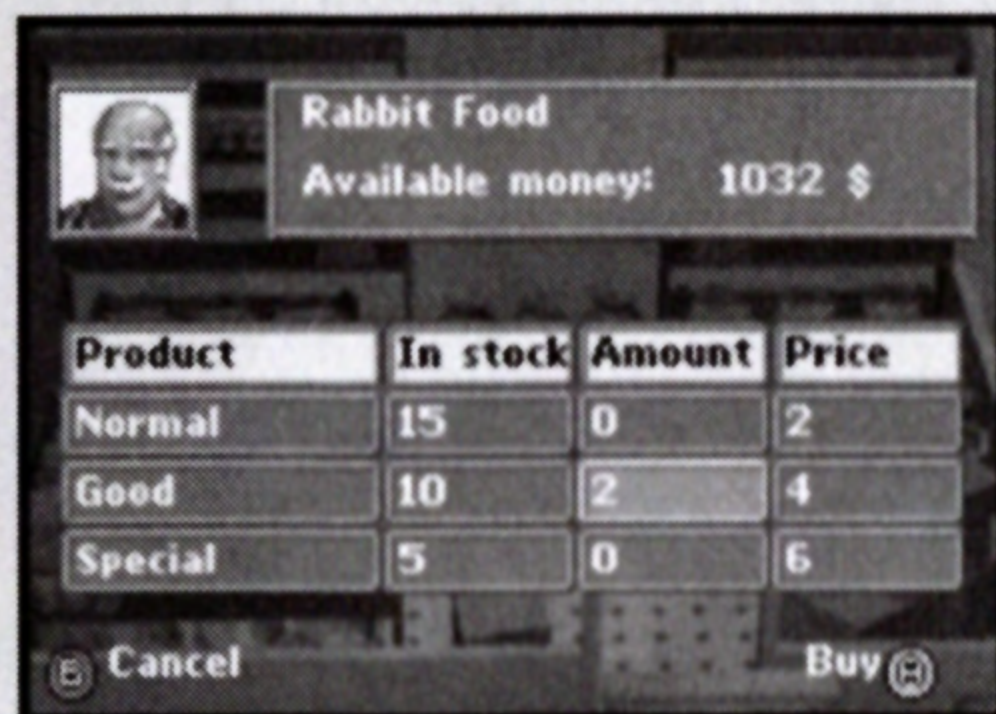 Rabbit Food
Available money: 1032 $
Product In stock Amount Price
Normal 15 0 2
Good 10 2 4
Special 5 0 6
B Cancel Buy A